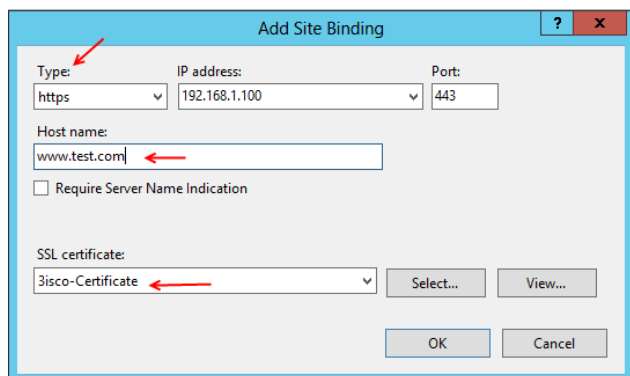 Add Site Binding
? x
Type: IP address: Port:
https 192.168.1.100 443
Host name:
www.test.com
Require Server Name Indication
SSL certificate:
3isco-Certificate Select... View...
OK Cancel